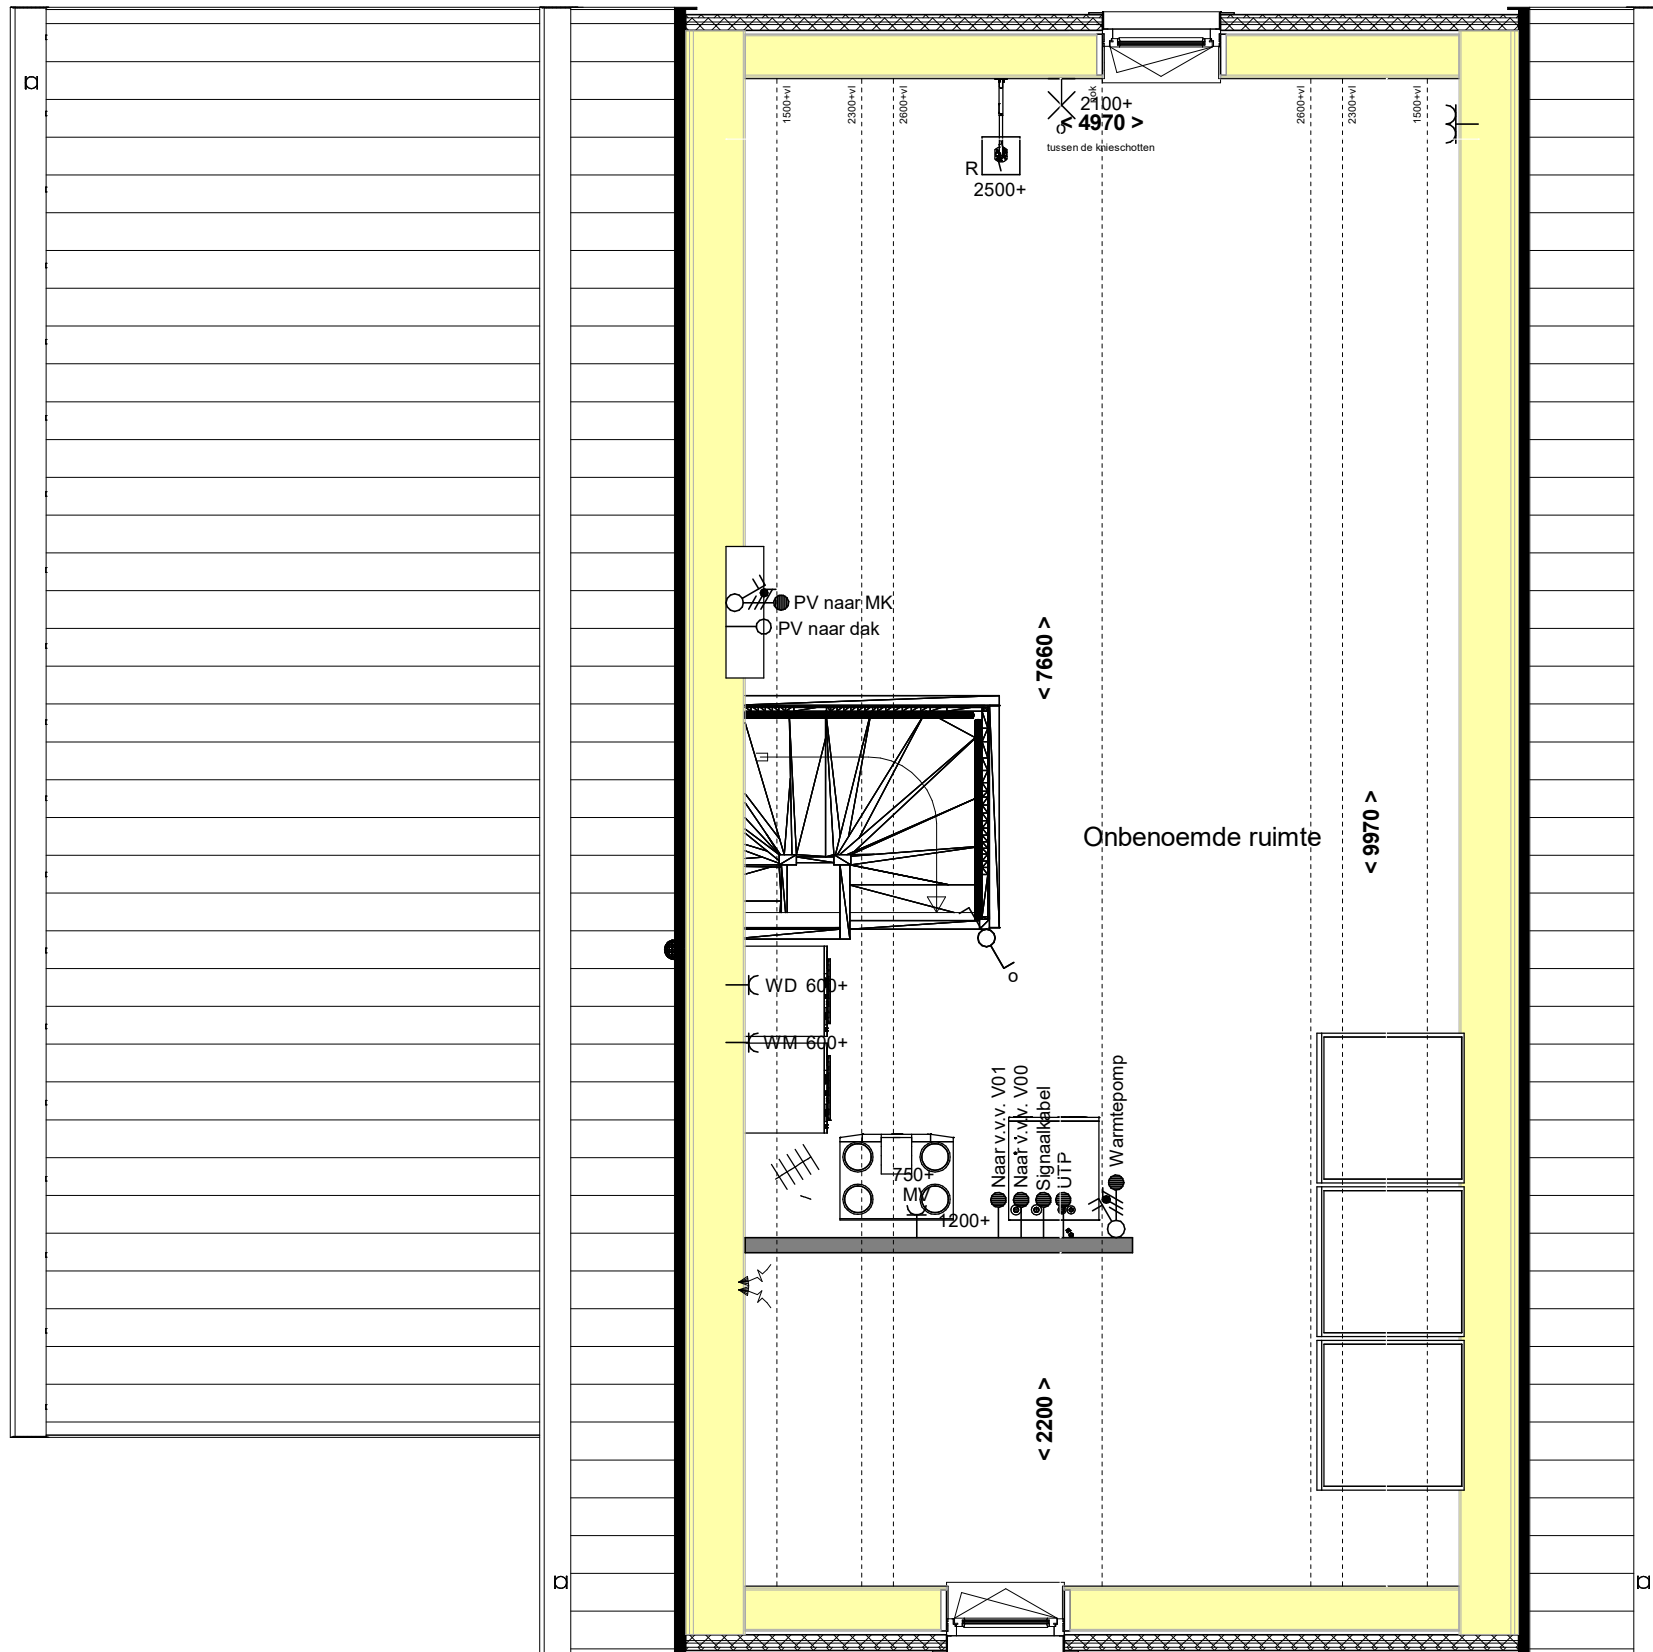 1500+vl
2300+vl
2600+vl
nok
2100+
< 4970 >
tussen de knieschotten
2600+vl
2300+vl
1500+vl
R
2500+
PV naar MK
PV naar dak
< 7660 >
Onbenoemde ruimte
< 9970 >
WD 600+
WM 600+
Naar v.v.v. V01
Naar v.v.v. V00
Signaalkabel
UTP
Warmtepomp
750+
MV
1200+
< 2200 >